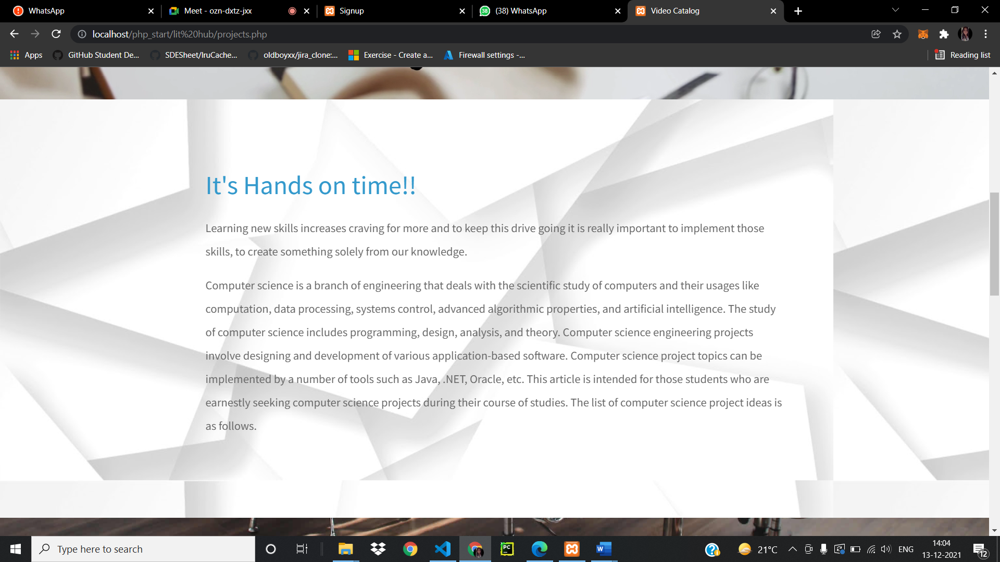 WhatsApp
Meet - ozn-dxtz-jxx
Signup
38
(38) WhatsApp
Video Catalog
localhost/php_start/lit%20hub/projects.php
Apps
GitHub Student De...
SDESheet/lruCache...
oldboyxx/jira_clone:...
Exercise - Create a...
Firewall settings -...
Reading list
It's Hands on time!!
Learning new skills increases craving for more and to keep this drive going it is really important to implement those
skills, to create something solely from our knowledge.
Computer science is a branch of engineering that deals with the scientific study of computers and their usages like
computation, data processing, systems control, advanced algorithmic properties, and artificial intelligence. The study
of computer science includes programming, design, analysis, and theory. Computer science engineering projects
involve designing and development of various application-based software. Computer science project topics can be
implemented by a number of tools such as Java, .NET, Oracle, etc. This article is intended for those students who are
earnestly seeking computer science projects during their course of studies. The list of computer science project ideas is
as follows.
Type here to search
PC
W
21°C
ENG
14:04
13-12-2021
12